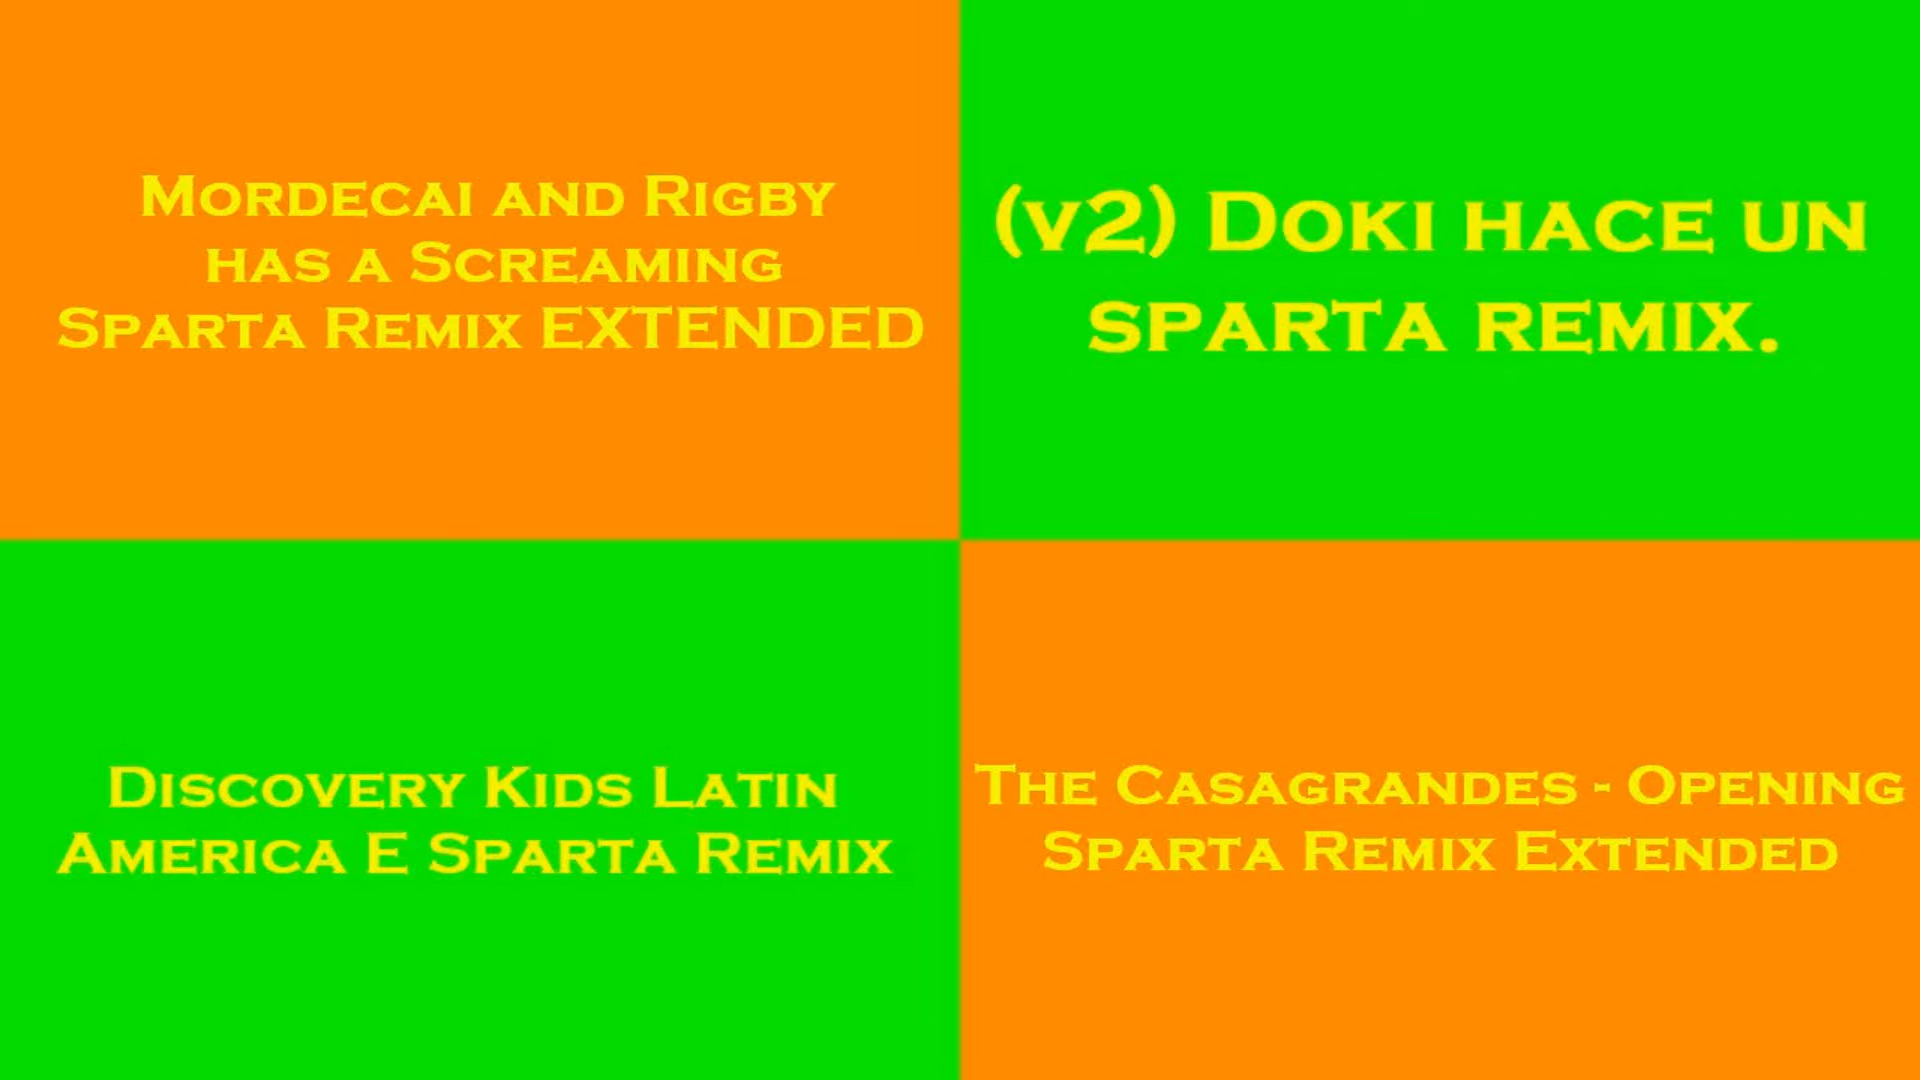 Mordecai and Rigby
has a Screaming
Sparta Remix EXTENDED
(v2) Doki hace un
sparta remix.
Discovery Kids Latin
America E Sparta Remix
The Casagrandes - Opening
Sparta Remix Extended